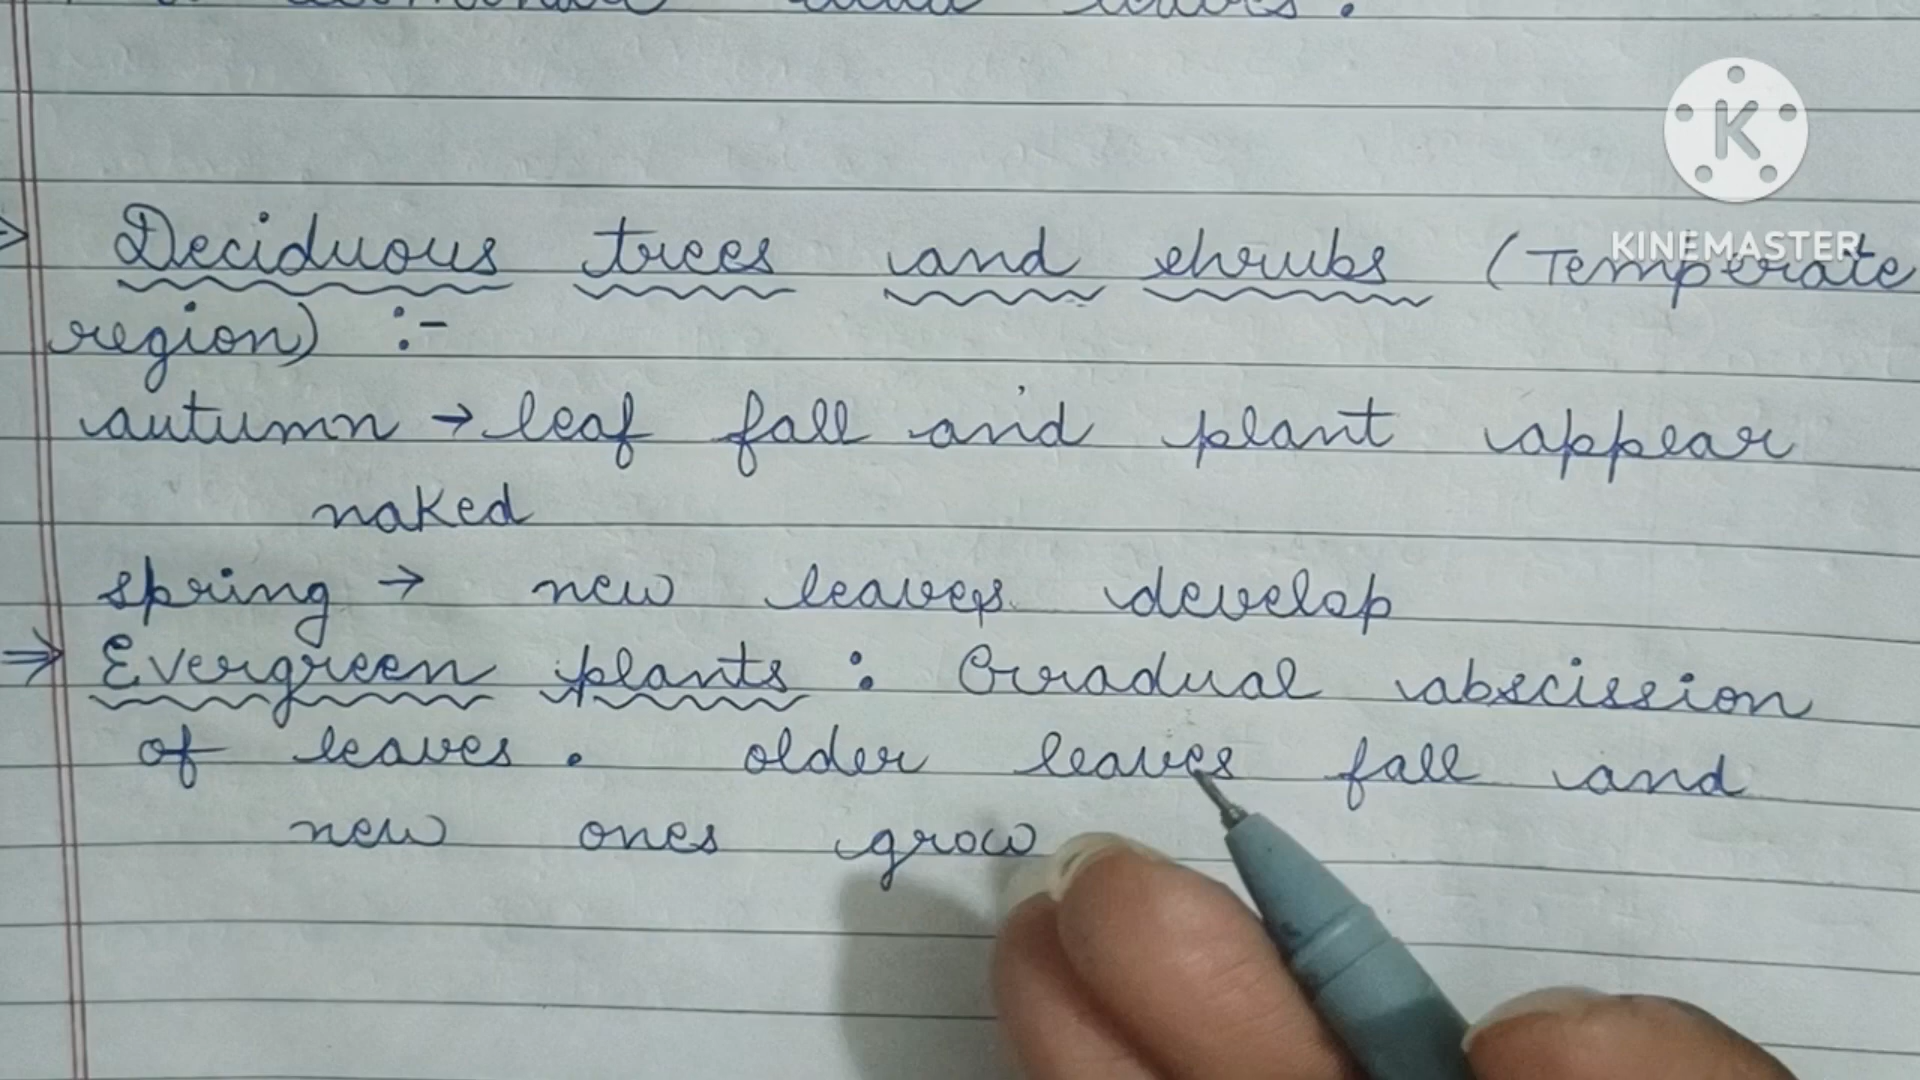 leaves.
K
KINEMASTER
⇒ Deciduous trees and shrubs (Temperate
region) :-
autumn → leaf fall and plant appear
naked
spring → new leaves develop
⇒ Evergreen plants : Gradual abscission
of leaves. older leaves fall and
new ones grow